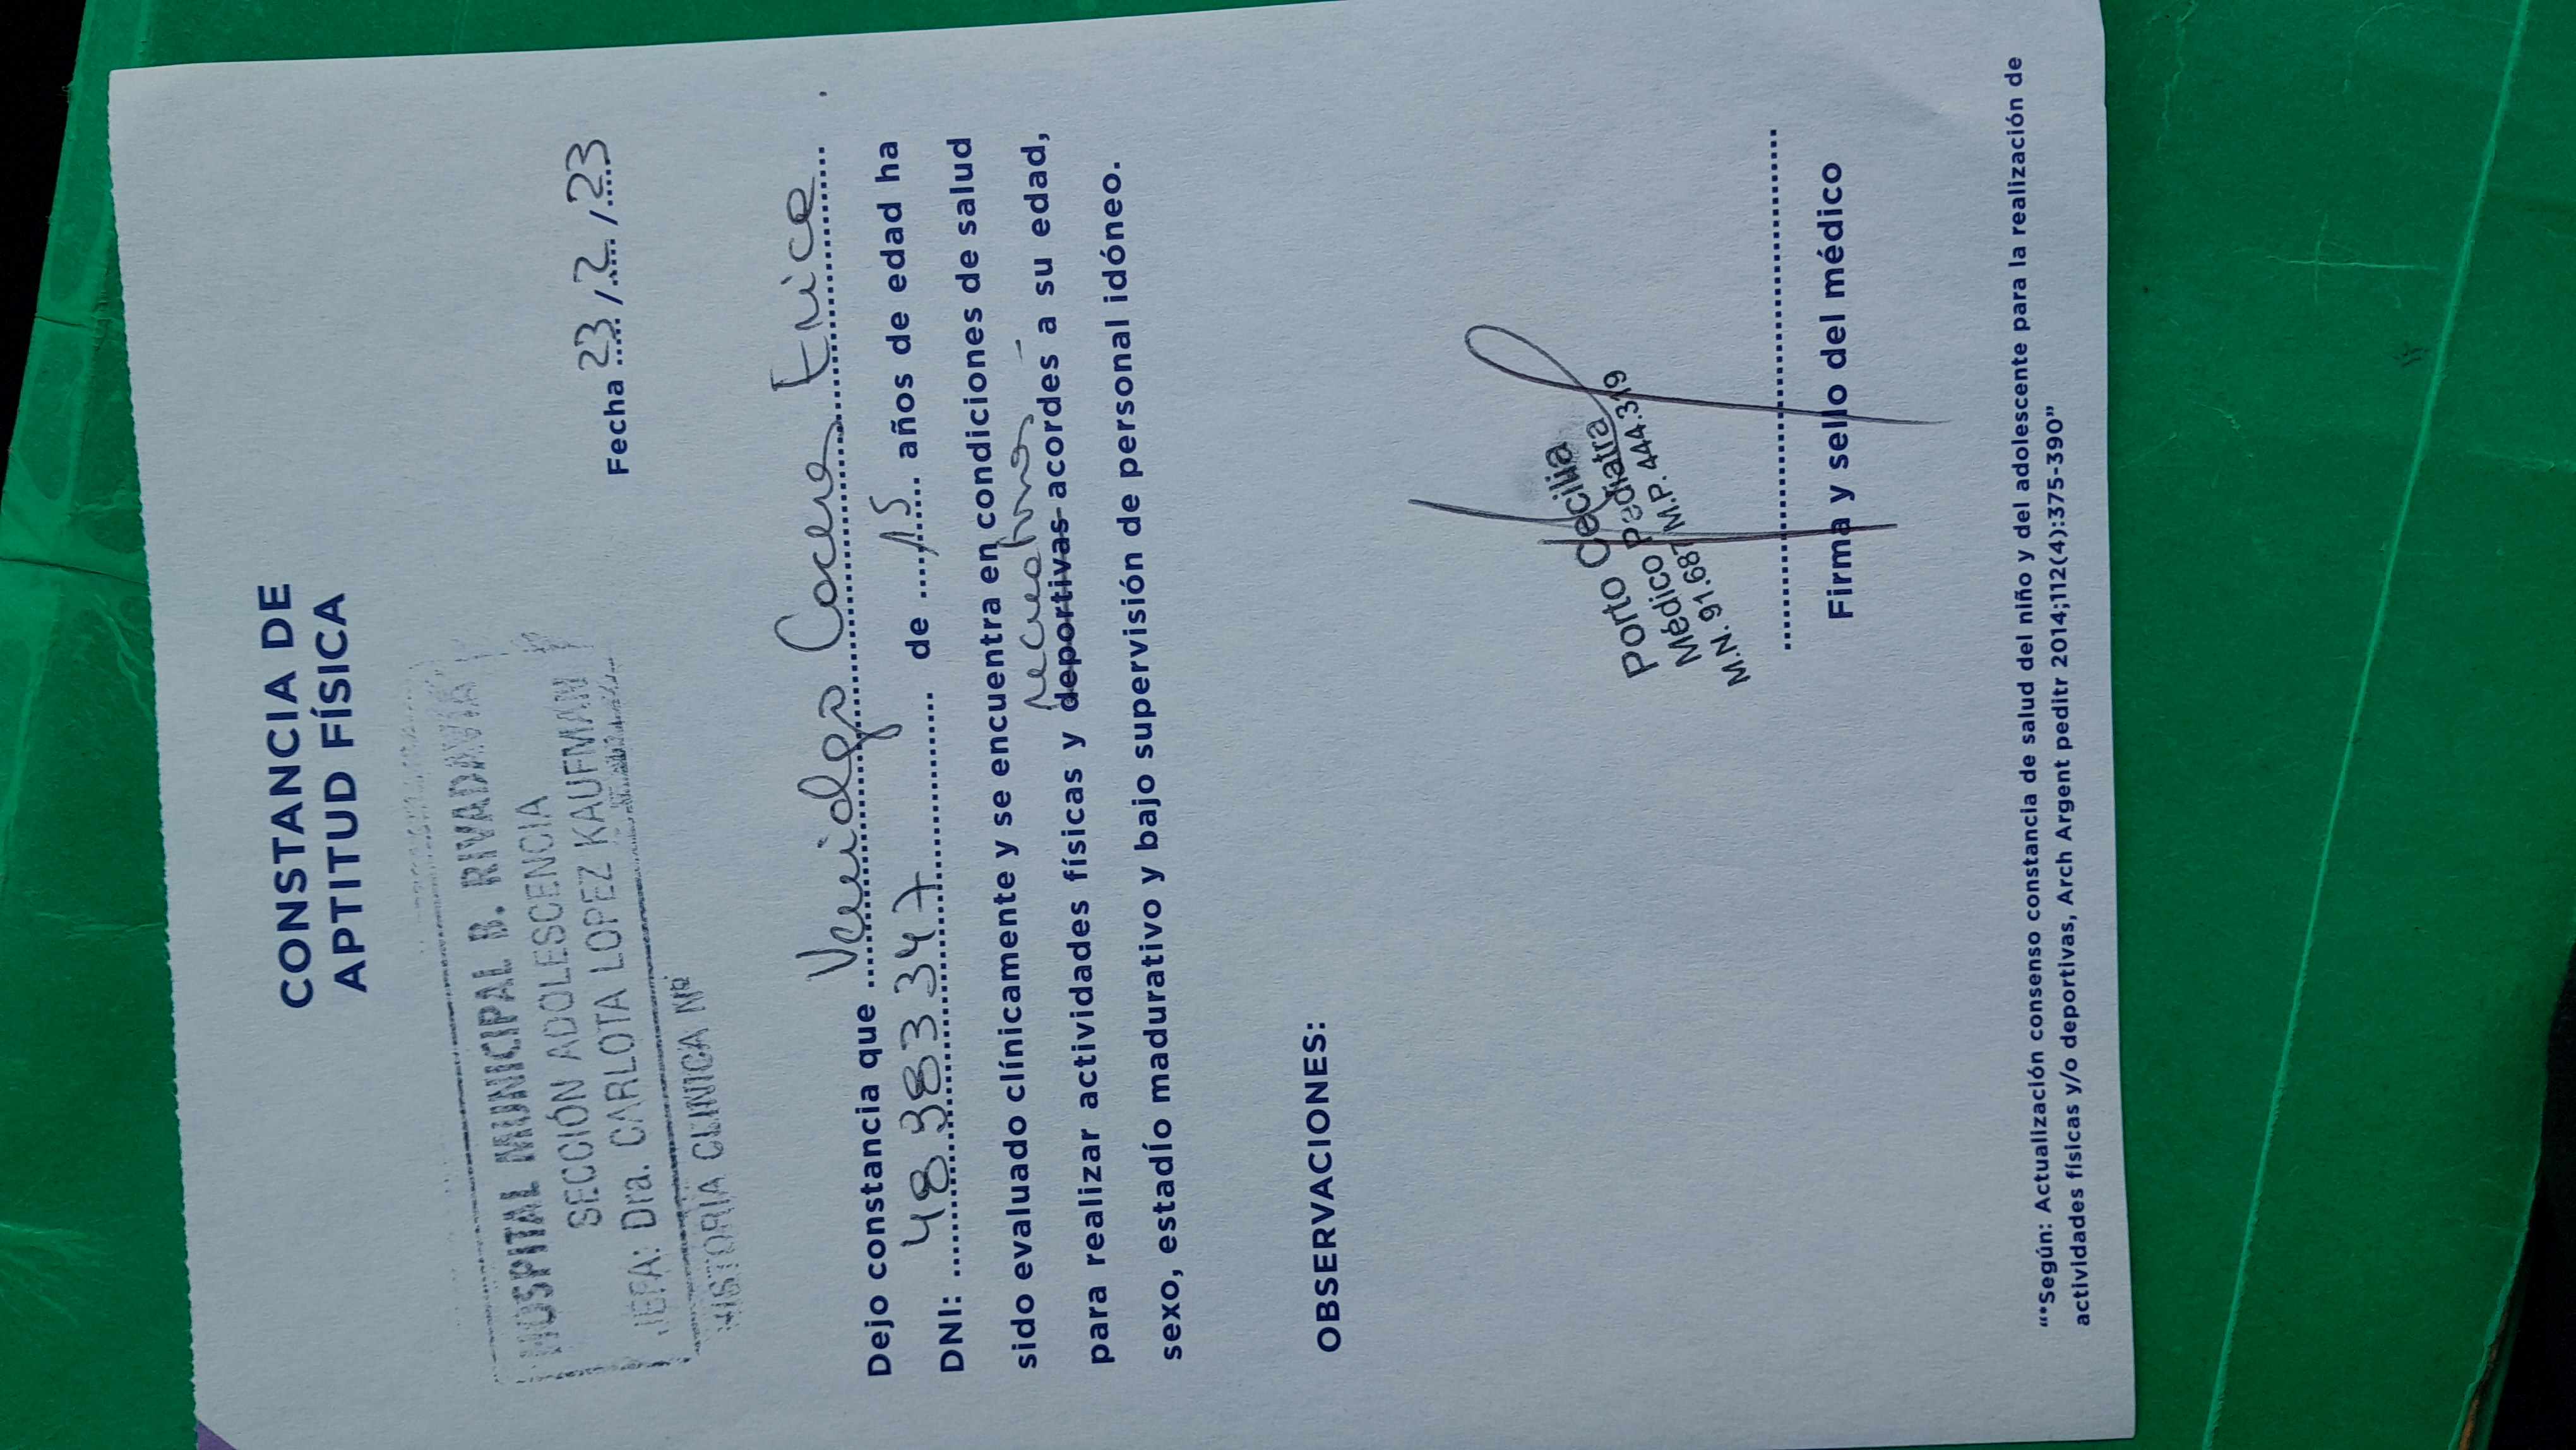 CONSTANCIA DE
APTITUD FÍSICA
HOSPITAL MUNICIPAL B. RIVADAVIA
SECCIÓN ADOLESCENCIA
JEFA: Dra. CARLOTA LOPEZ KAUFMAN
HISTORIA CLINICA Nº
Fecha 23 / 2 / 23
Dejo constancia que
DNI: 48383347 de 15 años de edad ha
sido evaluado clínicamente y se encuentra en condiciones de salud
para realizar actividades físicas y deportivas acordes a su edad,
sexo, estadío madurativo y bajo supervisión de personal idóneo.
OBSERVACIONES:
Porto Cecilia
Médico Pediatra
M.N. 91.687 M.P. 444.319
Firma y sello del médico
"*Según: Actualización consenso constancia de salud del niño y del adolescente para la realización de
actividades físicas y/o deportivas, Arch Argent peditr 2014;112(4):375-390"